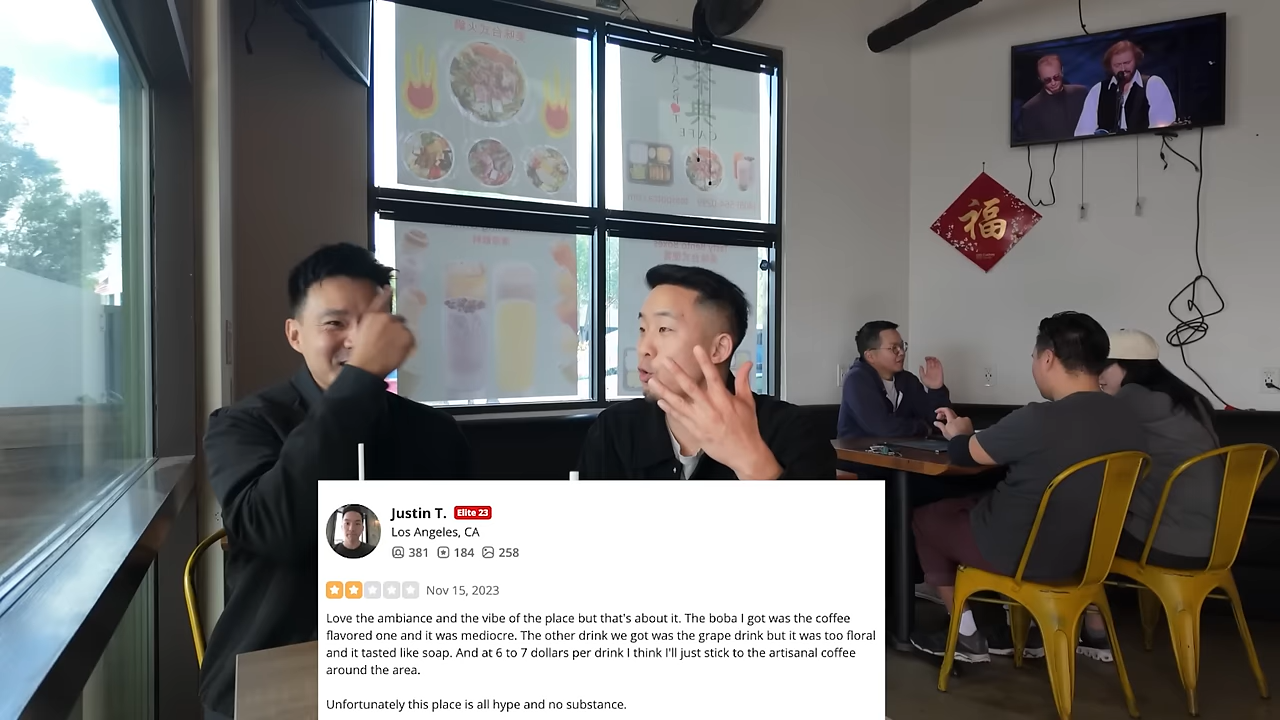 福
Justin T. Elite 23
Los Angeles, CA
381 184 258
Nov 15, 2023
Love the ambiance and the vibe of the place but that's about it. The boba I got was the coffee
flavored one and it was mediocre. The other drink we got was the grape drink but it was too floral
and it tasted like soap. And at 6 to 7 dollars per drink I think I'll just stick to the artisanal coffee
around the area.
Unfortunately this place is all hype and no substance.